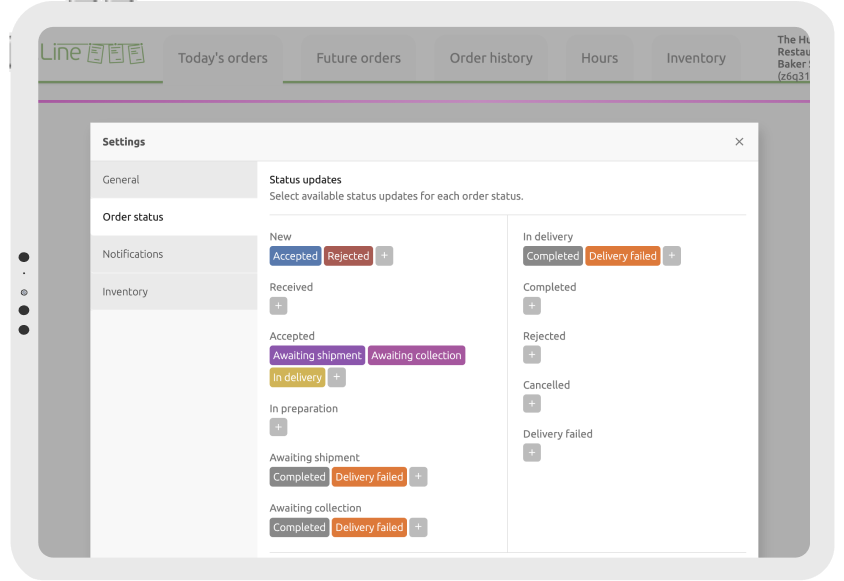 Line
Today's orders
Future orders
Order history
Hours
Inventory
The Hu
Restau
Baker
(z6q31
Settings
General
Order status
Notifications
Inventory
Status updates
Select available status updates for each order status.
New
Accepted Rejected +
Received
+
Accepted
Awaiting shipment Awaiting collection
In delivery +
In preparation
+
Awaiting shipment
Completed Delivery failed +
Awaiting collection
Completed Delivery failed +
In delivery
Completed Delivery failed +
Completed
+
Rejected
+
Cancelled
+
Delivery failed
+